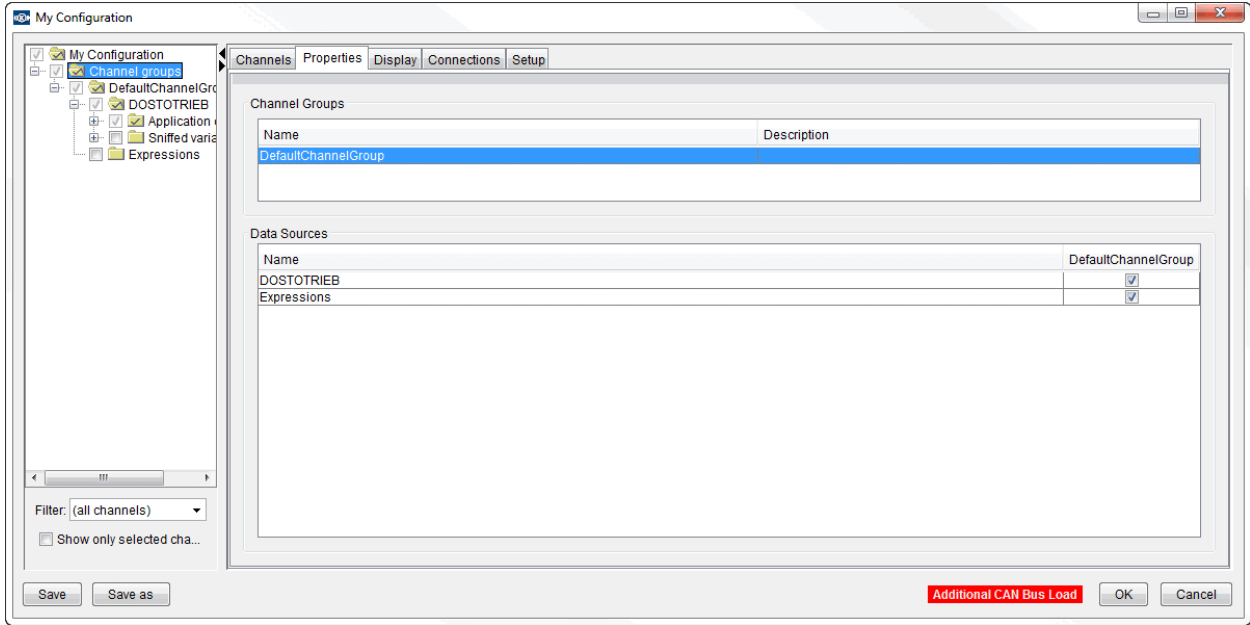 My Configuration
My Configuration
Channel groups
DefaultChannelGro
DOSTOTRIEB
Application
Sniffed varia
Expressions
Filter: (all channels)
Show only selected cha...
Channels Properties Display Connections Setup
Channel Groups
Name Description
DefaultChannelGroup
Data Sources
Name DefaultChannelGroup
DOSTOTRIEB
Expressions
Save Save as Additional CAN Bus Load OK Cancel